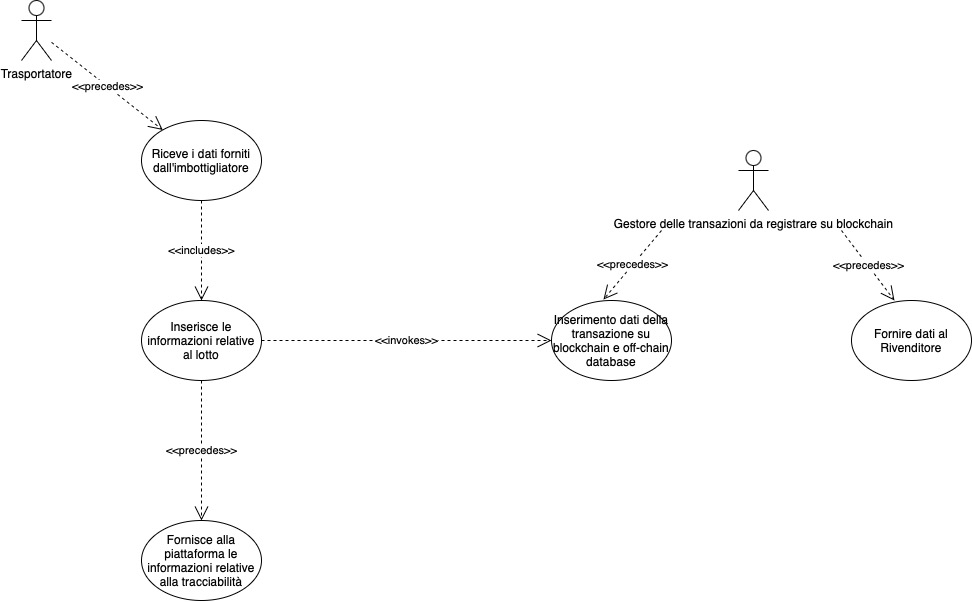 Trasportatore
<<precedes>>
Riceve i dati forniti
dall'imbottigliatore
Gestore delle transazioni da registrare su blockchain
<<includes>>
<<precedes>>
<<precedes>>
Inserisce le
informazioni relative
al lotto
<<invokes>>
Inserimento dati della
transazione su
blockchain e off-chain
database
Fornire dati al
Rivenditore
<<precedes>>
Fornisce alla
piattaforma le
informazioni relative
alla tracciabilità